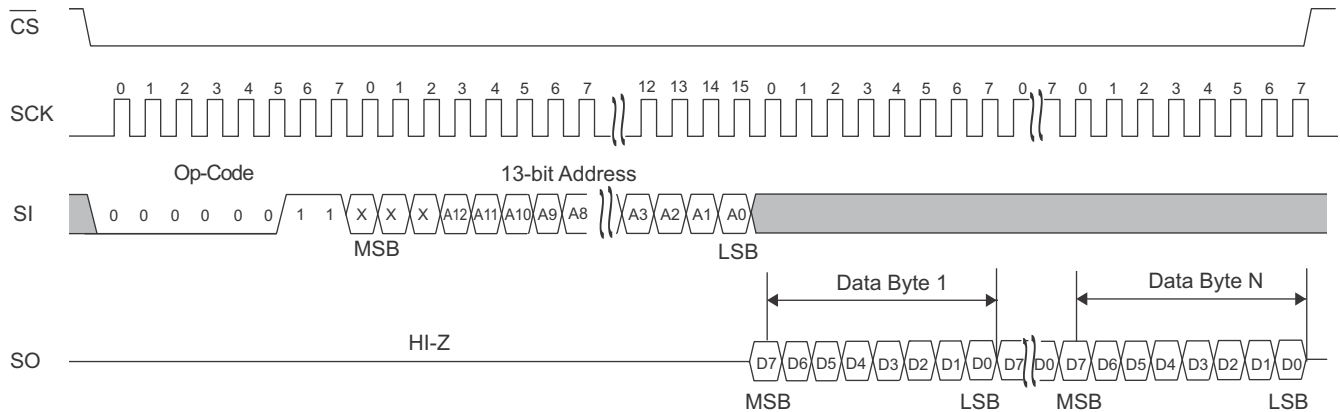 CS
0 1 2 3 4 5 6 7 0 1 2 3 4 5 6 7 12 13 14 15 0 1 2 3 4 5 6 7 0 7 0 1 2 3 4 5 6 7
SCK
Op-Code 13-bit Address
SI 0 0 0 0 0 0 1 1 X X X A12 A11 A10 A9 A8 A3 A2 A1 A0
MSB LSB
Data Byte 1 Data Byte N
HI-Z
SO D7 D6 D5 D4 D3 D2 D1 D0 D7 D0 D7 D6 D5 D4 D3 D2 D1 D0
MSB LSB MSB LSB